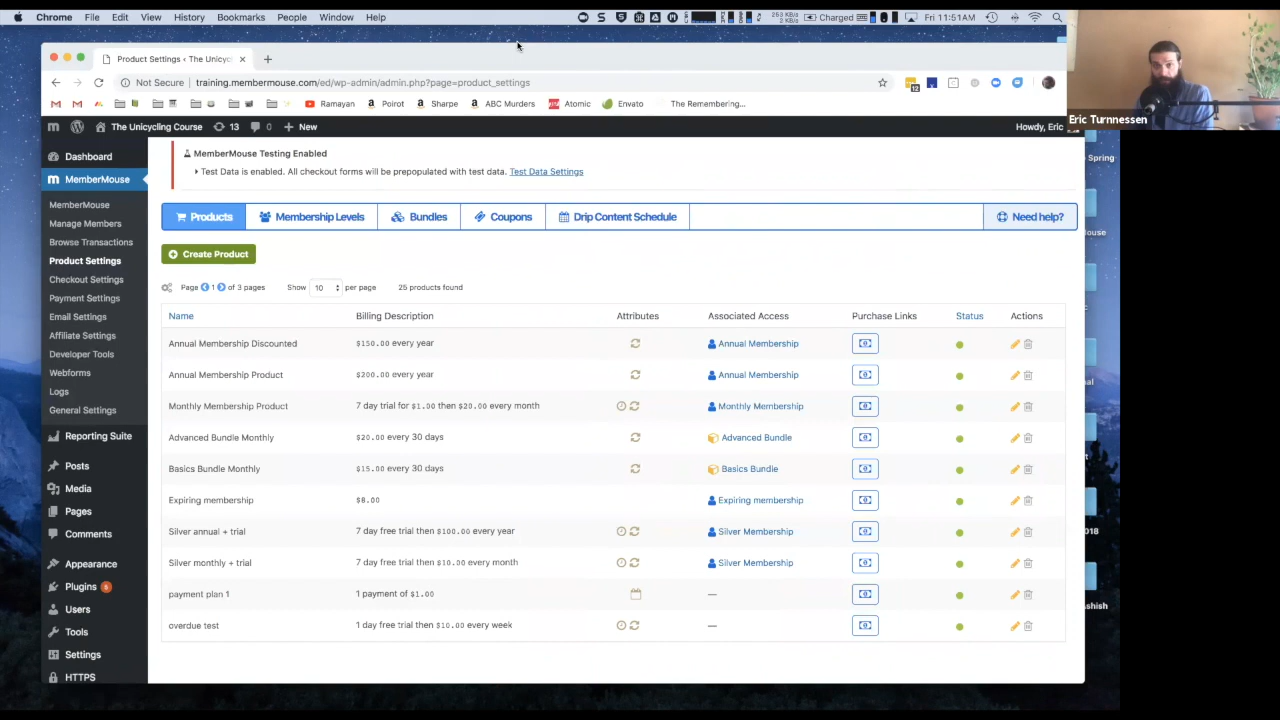 Chrome File Edit View History Bookmarks People Window Help Charged Fri 11:51AM
Product Settings ‹ The Unicyc
Not Secure training.membermouse.com/ed/wp-admin/admin.php?page=product_settings 12
Ramayan Poirot Sharpe ABC Murders Atomic Envato The Remembering...
Eric Turnnessen
The Unicycling Course 13 0 New Howdy, Eric
Spring
Dashboard
MemberMouse
MemberMouse
Manage Members
Browse Transactions
Product Settings
Checkout Settings
Payment Settings
Email Settings
Affiliate Settings
Developer Tools
Webforms
Logs
General Settings
Reporting Suite
Posts
Media
Pages
Comments
Appearance
Plugins 6
Users
Tools
Settings
HTTPS
MemberMouse Testing Enabled
Test Data is enabled. All checkout forms will be prepopulated with test data. Test Data Settings
Products Membership Levels Bundles Coupons Drip Content Schedule Need help?
Create Product
Page 1 of 3 pages Show 10 per page 25 products found
Name Billing Description Attributes Associated Access Purchase Links Status Actions
Annual Membership Discounted $150.00 every year Annual Membership
Annual Membership Product $200.00 every year Annual Membership
Monthly Membership Product 7 day trial for $1.00 then $20.00 every month Monthly Membership
Advanced Bundle Monthly $20.00 every 30 days Advanced Bundle
Basics Bundle Monthly $15.00 every 30 days Basics Bundle
Expiring membership $8.00 Expiring membership
Silver annual + trial 7 day free trial then $100.00 every year Silver Membership
Silver monthly + trial 7 day free trial then $10.00 every month Silver Membership
payment plan 1 1 payment of $1.00 —
overdue test 1 day free trial then $10.00 every week —
ouse
nal
t
018
shish